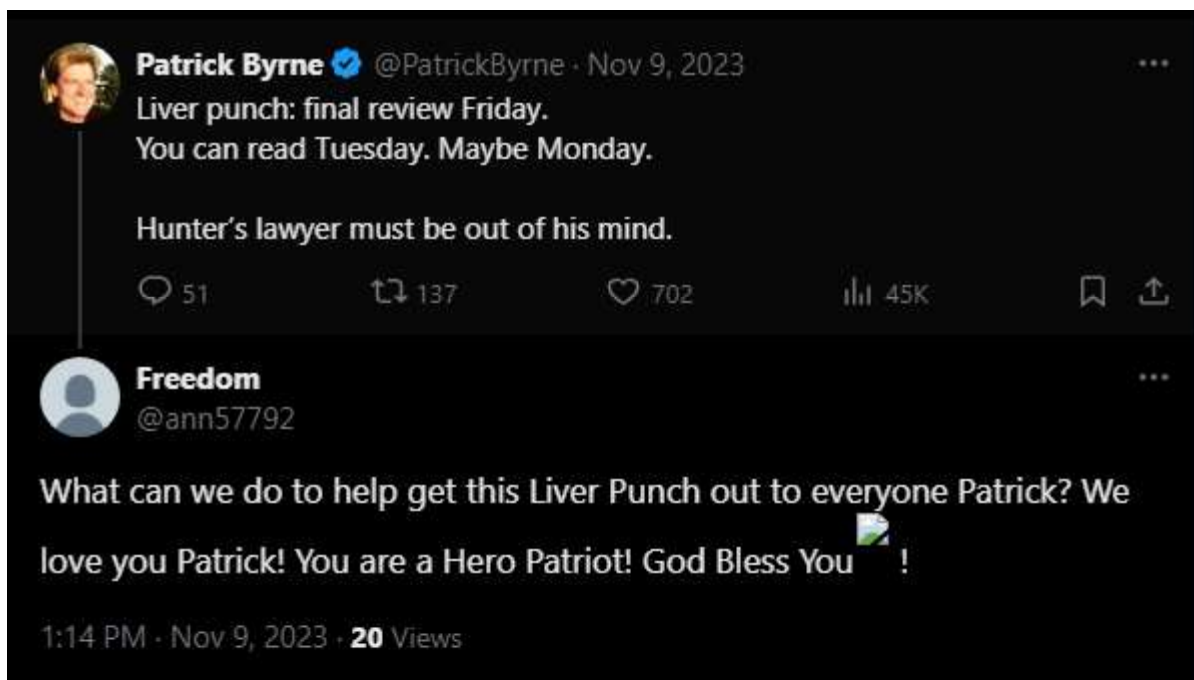 Patrick Byrne @PatrickByrne · Nov 9, 2023
Liver punch: final review Friday.
You can read Tuesday. Maybe Monday.
Hunter’s lawyer must be out of his mind.
51 137 702 45K
Freedom
@ann57792
What can we do to help get this Liver Punch out to everyone Patrick? We
love you Patrick! You are a Hero Patriot! God Bless You !
1:14 PM · Nov 9, 2023 · 20 Views